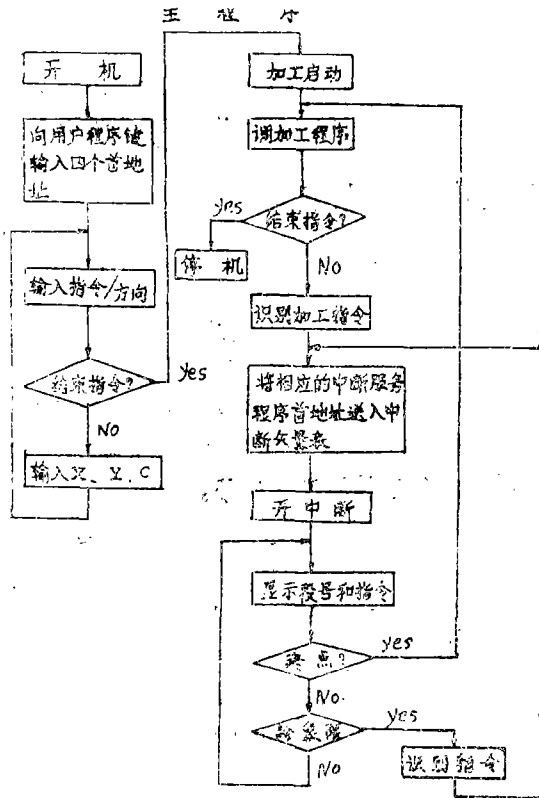 主 程 序
开 机
向用户程序键
输入四个首地
址
输入指令/方向
结束指令?
yes
No
输入X、Y、C
加工启动
调加工程序
结束指令?
yes
停 机
No
识别加工指令
将相应的中断服务
程序首地址送入中
断矢量表
开中断
显示段号和指令
终点?
yes
No.
yes
No
识别指令